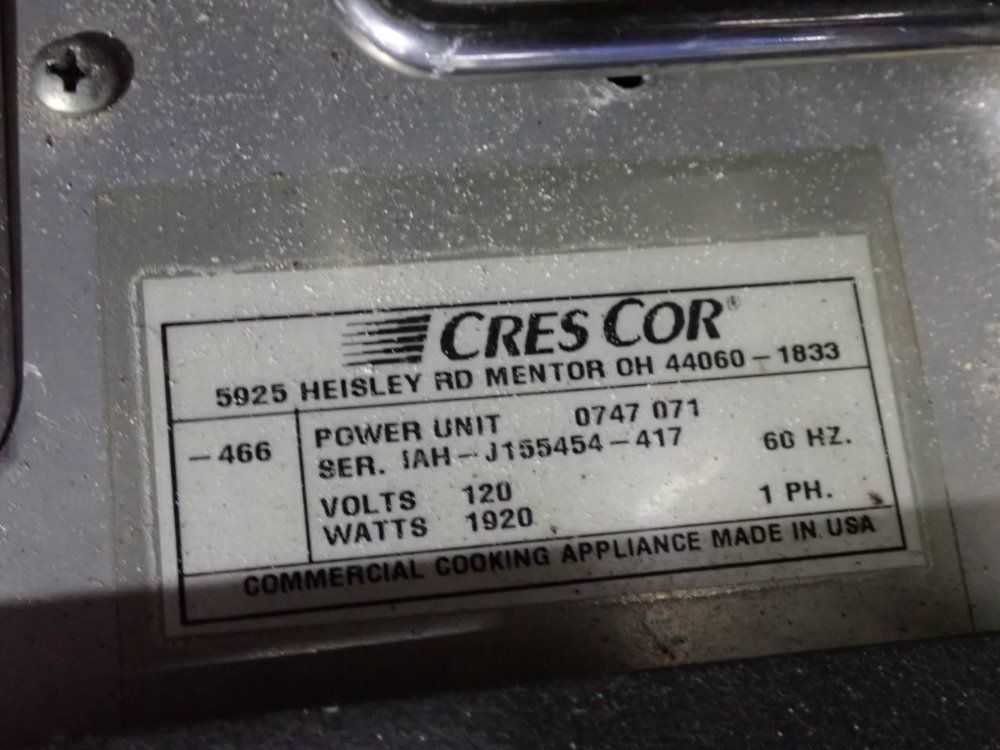 CRES COR®
5925 HEISLEY RD MENTOR OH 44060-1833
-466
POWER UNIT 0747 071
SER. IAH-J155454-417 60 HZ.
VOLTS 120 1 PH.
WATTS 1920
COMMERCIAL COOKING APPLIANCE MADE IN USA